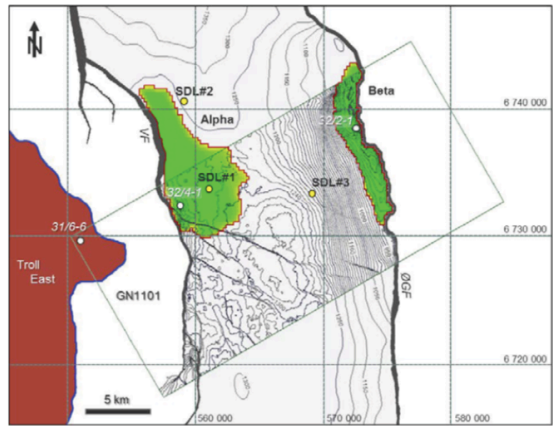 N
SDL#2
Beta
Alpha
32/2-1
6 740 000
VF
SDL#1
SDL#3
32/4-1
31/6-6
6 730 000
Troll
East
GN1101
ØGF
6 720 000
5 km
560 000
570 000
580 000